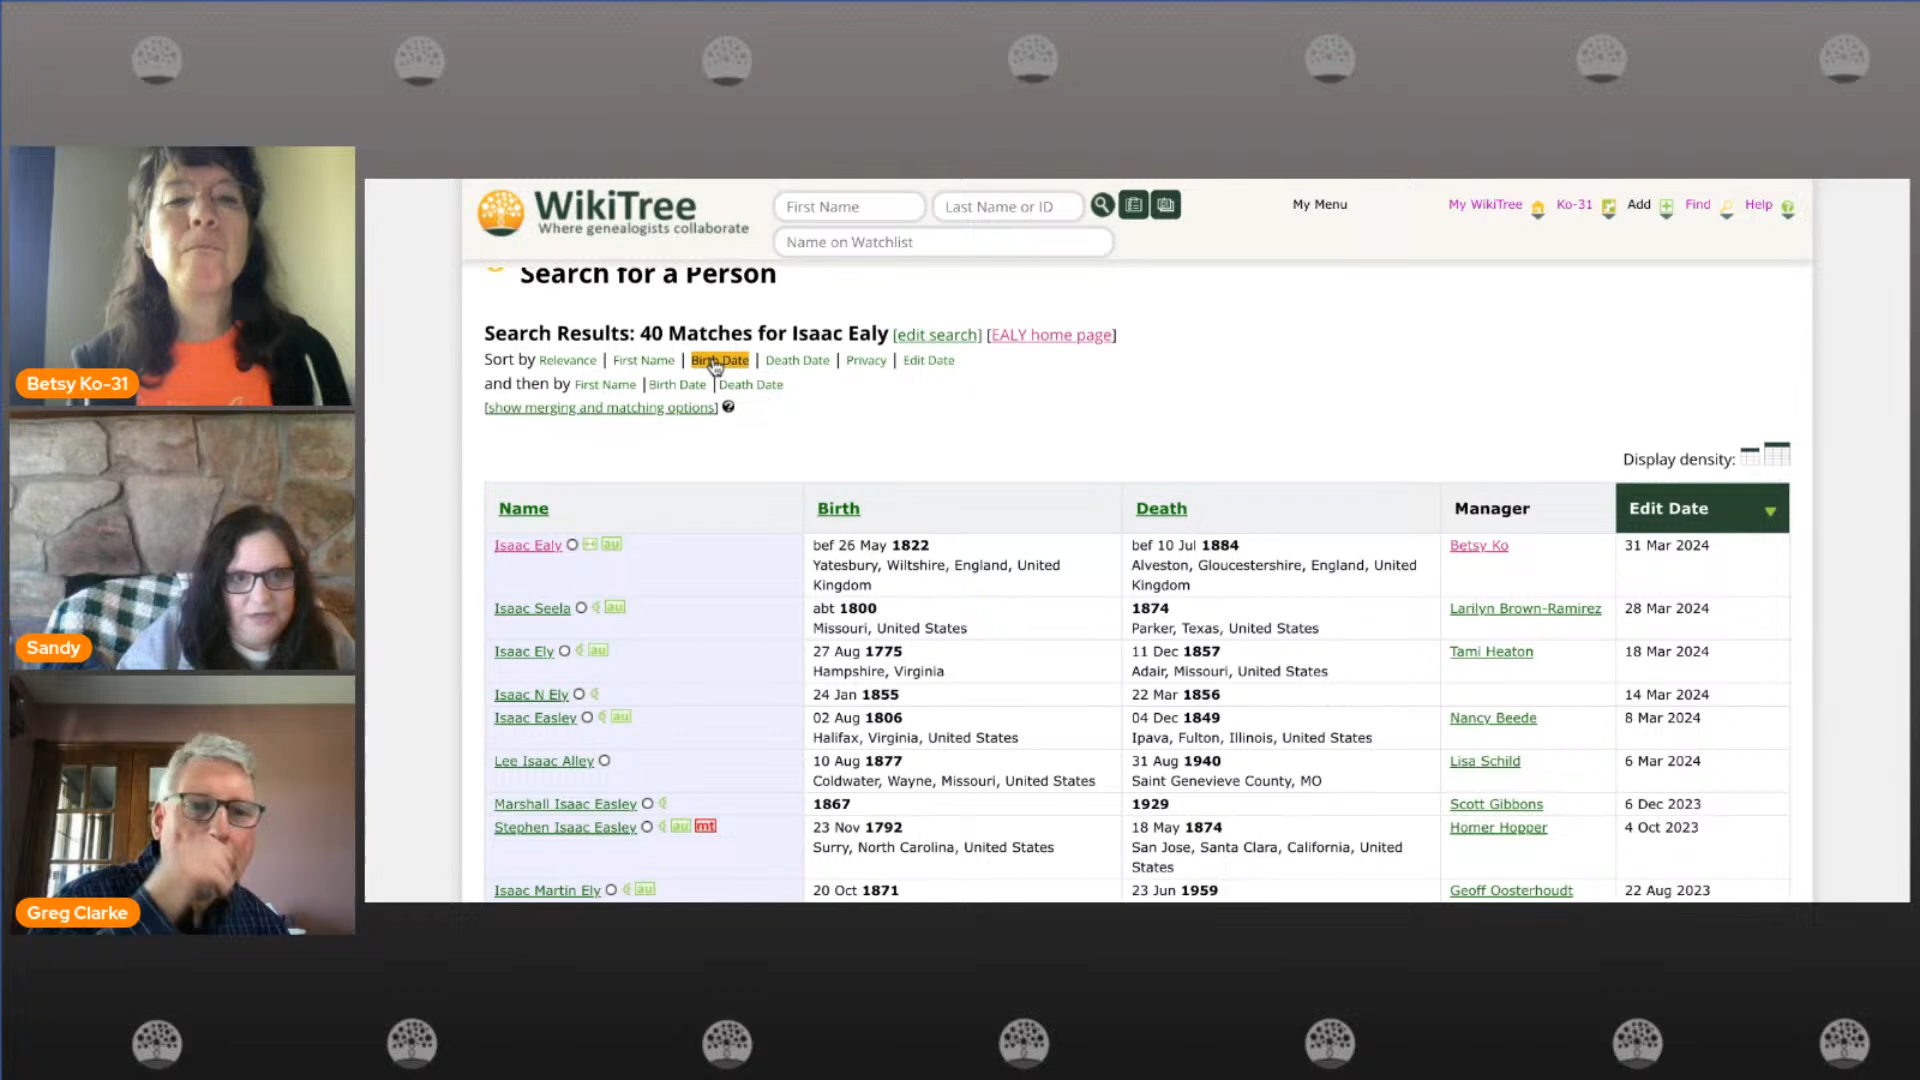 Betsy Ko-31
Sandy
Greg Clarke
WikiTree
Where genealogists collaborate
First Name
Last Name or ID
Name on Watchlist
My Menu
My WikiTree Ko-31 Add Find Help
Search for a Person
Search Results: 40 Matches for Isaac Ealy [edit search] [EALY home page]
Sort by Relevance | First Name | Birth Date | Death Date | Privacy | Edit Date
and then by First Name | Birth Date | Death Date
[show merging and matching options] ?
Display density:
Name Birth Death Manager Edit Date
Isaac Ealy au bef 26 May 1822 bef 10 Jul 1884 Betsy Ko 31 Mar 2024
Yatesbury, Wiltshire, England, United Alveston, Gloucestershire, England, United
Kingdom Kingdom
Isaac Seela au abt 1800 1874 Larilyn Brown-Ramirez 28 Mar 2024
Missouri, United States Parker, Texas, United States
Isaac Ely au 27 Aug 1775 11 Dec 1857 Tami Heaton 18 Mar 2024
Hampshire, Virginia Adair, Missouri, United States
Isaac N Ely 24 Jan 1855 22 Mar 1856 14 Mar 2024
Isaac Easley au 02 Aug 1806 04 Dec 1849 Nancy Beede 8 Mar 2024
Halifax, Virginia, United States Ipava, Fulton, Illinois, United States
Lee Isaac Alley 10 Aug 1877 31 Aug 1940 Lisa Schild 6 Mar 2024
Coldwater, Wayne, Missouri, United States Saint Genevieve County, MO
Marshall Isaac Easley 1867 1929 Scott Gibbons 6 Dec 2023
Stephen Isaac Easley au mt 23 Nov 1792 18 May 1874 Homer Hopper 4 Oct 2023
Surry, North Carolina, United States San Jose, Santa Clara, California, United
States
Isaac Martin Ely au 20 Oct 1871 23 Jun 1959 Geoff Oosterhoudt 22 Aug 2023